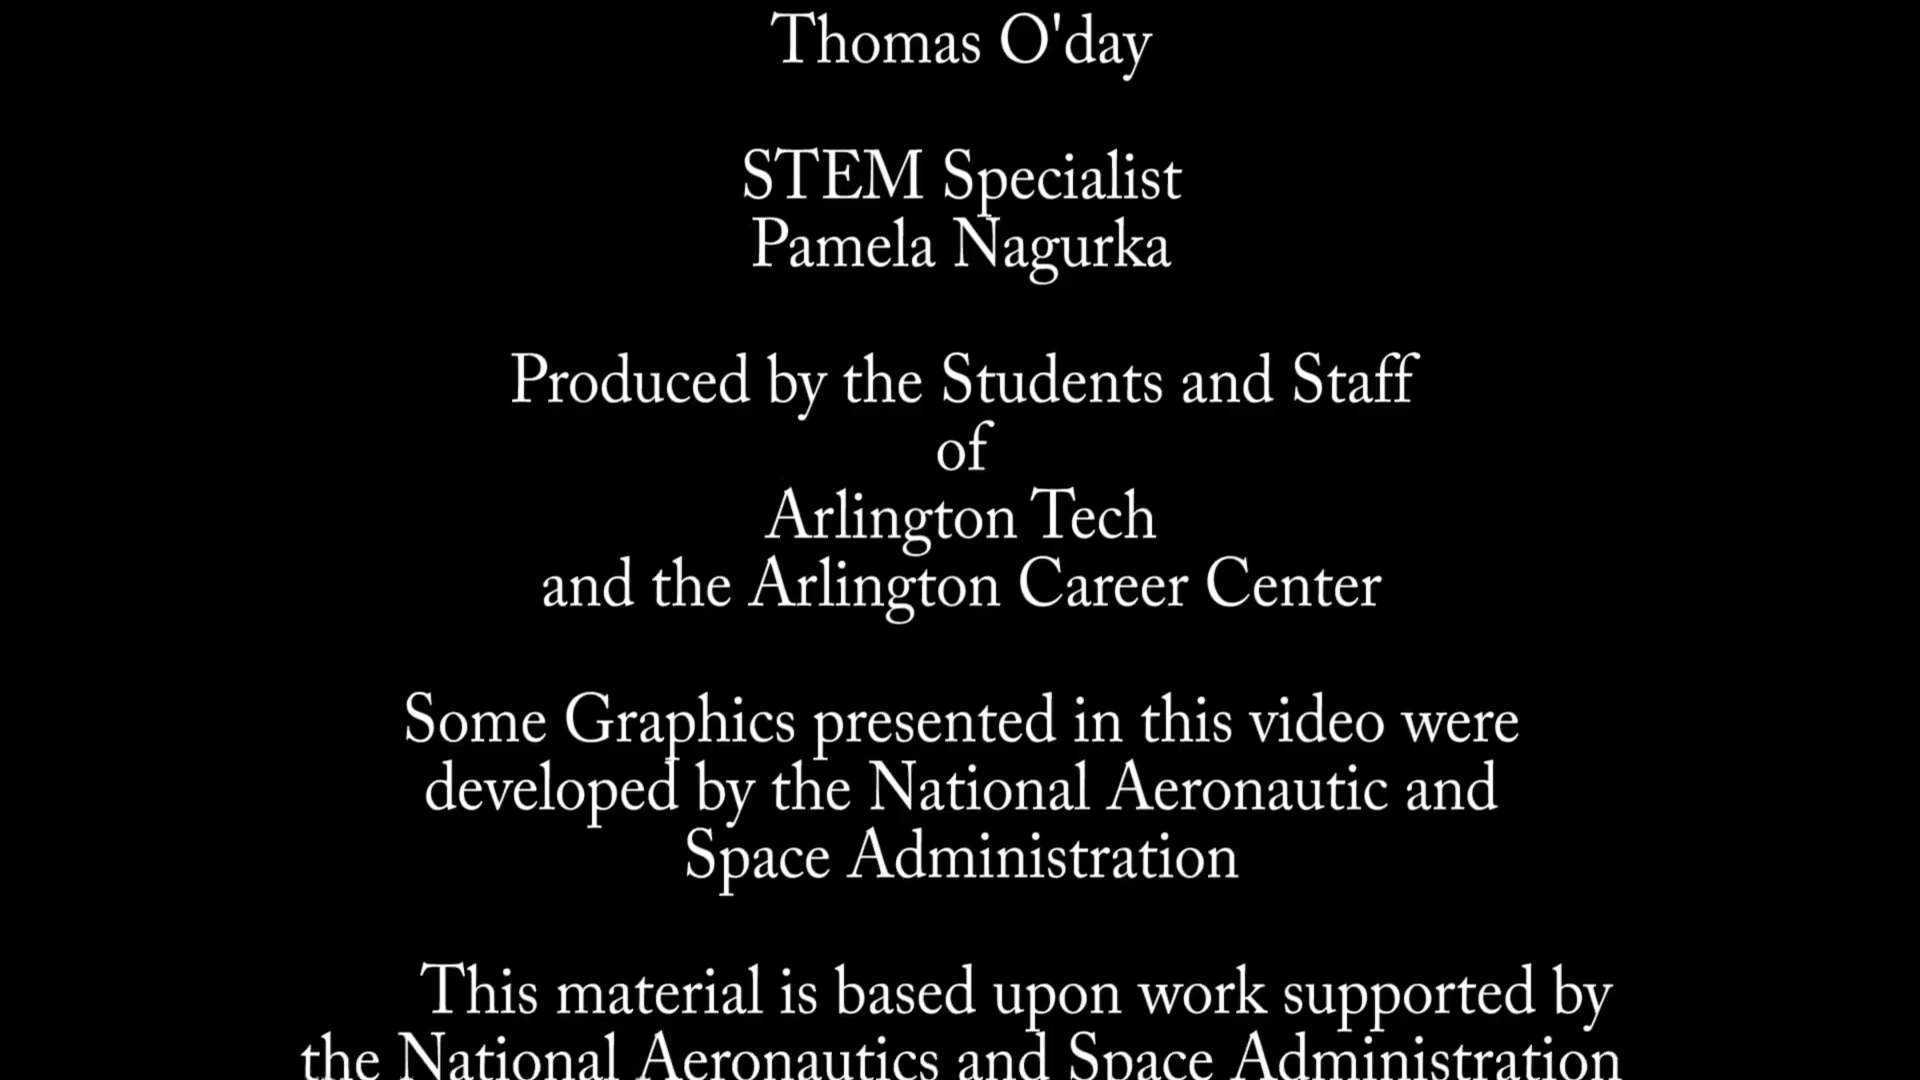 Thomas O'day
STEM Specialist
Pamela Nagurka
Produced by the Students and Staff
of
Arlington Tech
and the Arlington Career Center
Some Graphics presented in this video were
developed by the National Aeronautic and
Space Administration
This material is based upon work supported by
the National Aeronautics and Space Administration